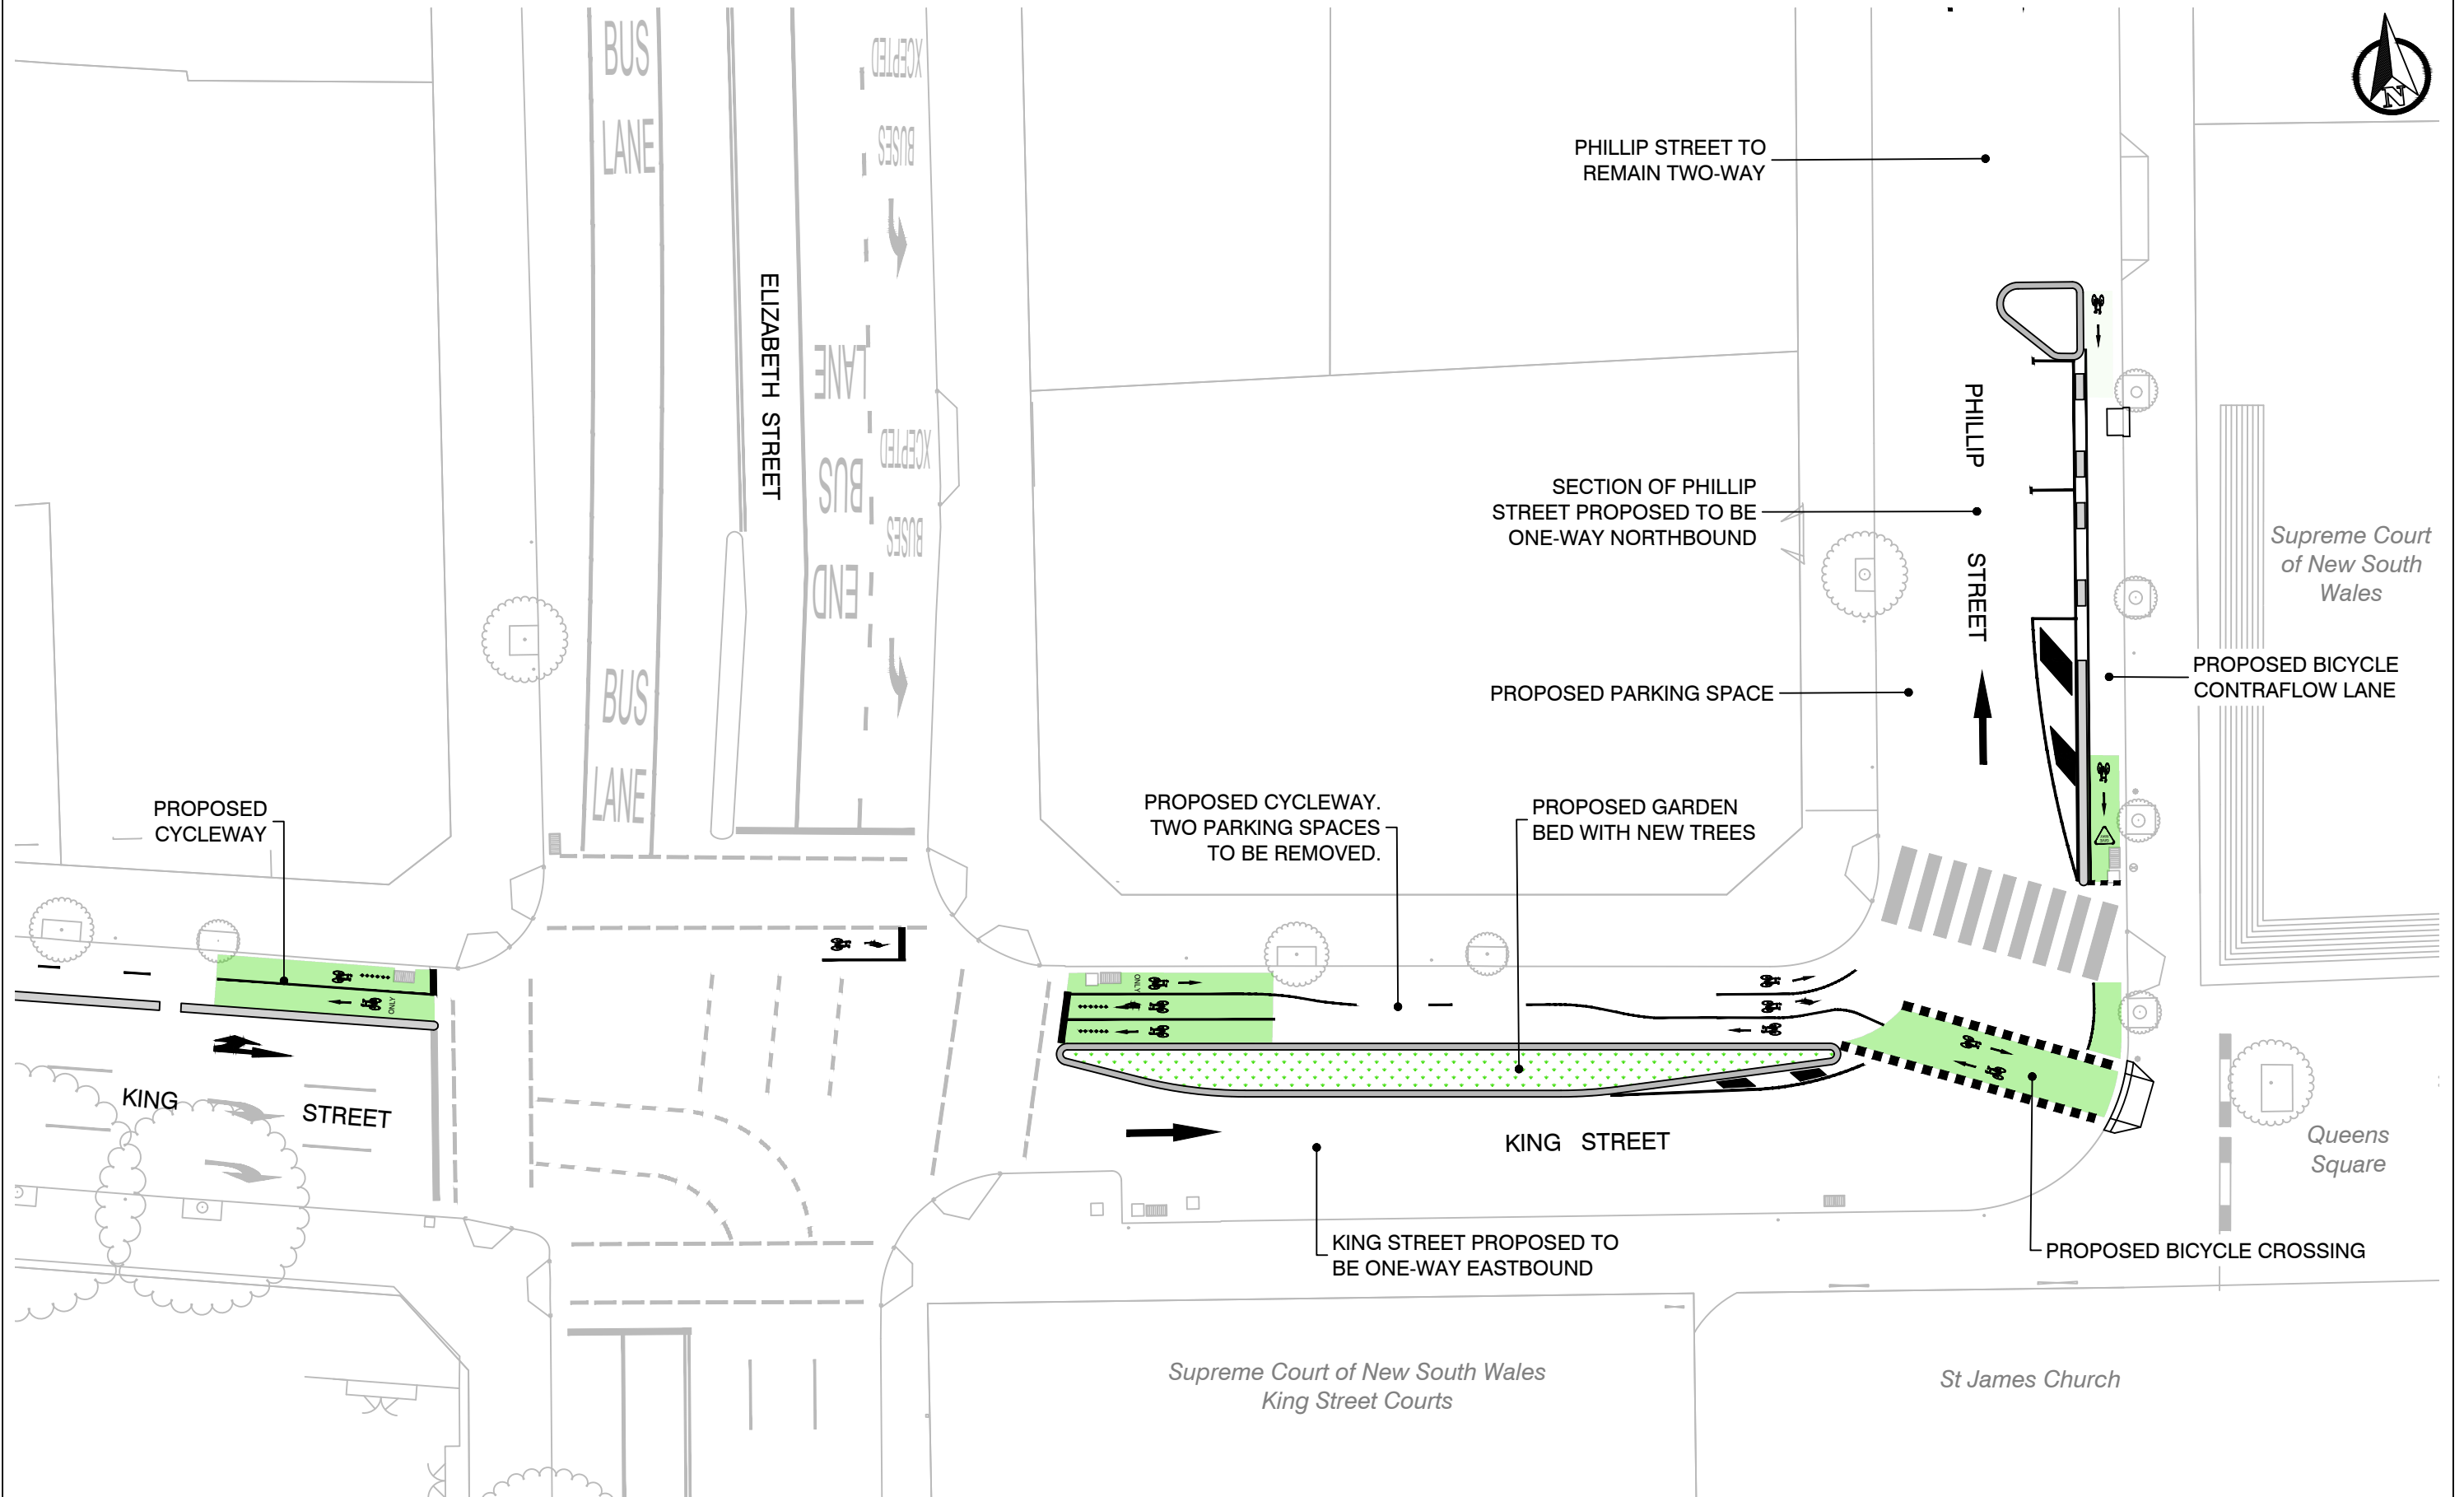 BUS
LANE
XCEPTED
BUSES
N
PHILLIP STREET TO
REMAIN TWO-WAY
ELIZABETH STREET
LANE
BUS
END
XCEPTED
BUSES
PHILLIP STREET
SECTION OF PHILLIP
STREET PROPOSED TO BE
ONE-WAY NORTHBOUND
Supreme Court
of New South
Wales
BUS
LANE
PROPOSED PARKING SPACE
PROPOSED BICYCLE
CONTRAFLOW LANE
PROPOSED
CYCLEWAY
PROPOSED CYCLEWAY.
TWO PARKING SPACES
TO BE REMOVED.
PROPOSED GARDEN
BED WITH NEW TREES
ONLY
ONLY
KING STREET
KING STREET
Queens
Square
KING STREET PROPOSED TO
BE ONE-WAY EASTBOUND
PROPOSED BICYCLE CROSSING
Supreme Court of New South Wales
King Street Courts
St James Church